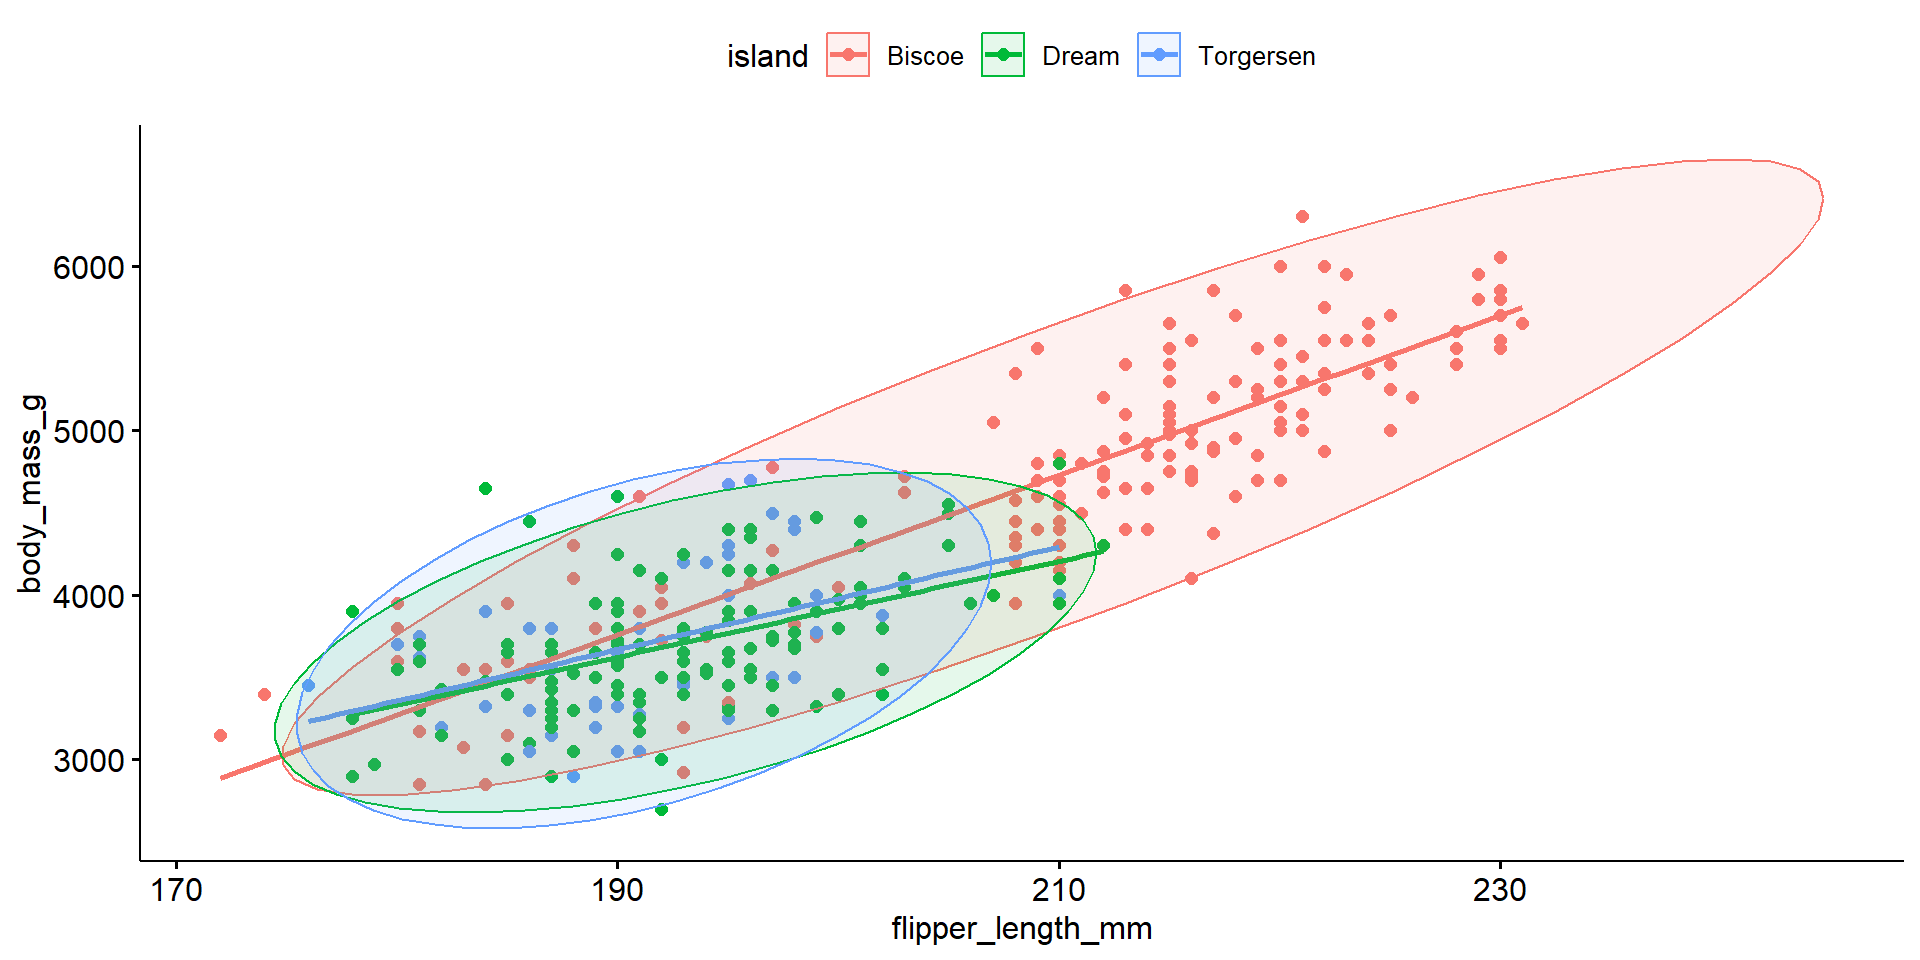 island Biscoe Dream Torgersen
6000
5000
4000
3000
body_mass_g
170 190 210 230
flipper_length_mm